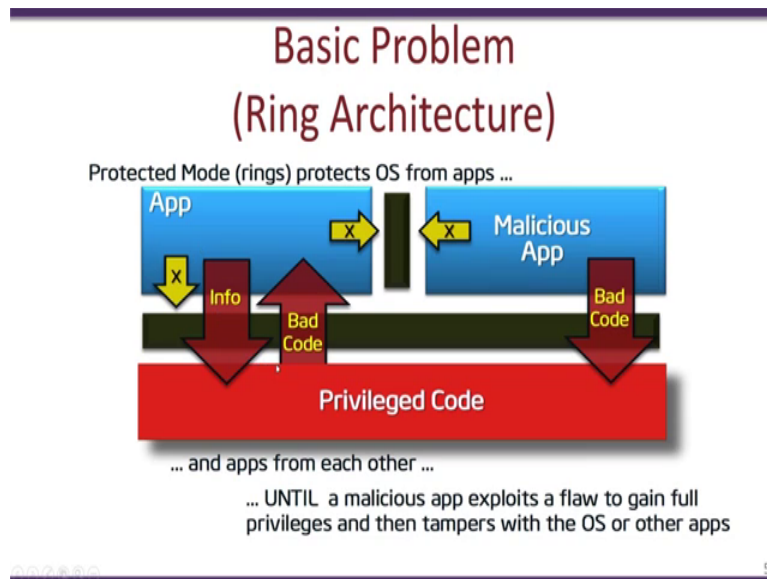 Basic Problem
(Ring Architecture)
Protected Mode (rings) protects OS from apps ...
App
X
X
Malicious
App
X
Info
Bad
Code
Bad
Code
Privileged Code
... and apps from each other ...
... UNTIL a malicious app exploits a flaw to gain full
privileges and then tampers with the OS or other apps